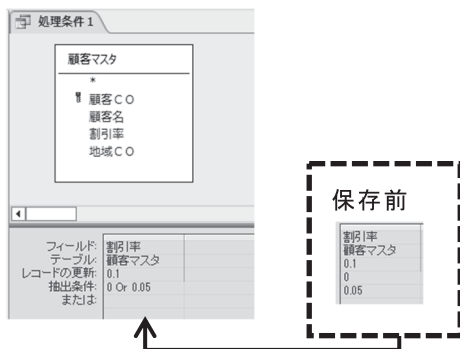 処理条件1
顧客マスタ
*
顧客CO
顧客名
割引率
地域CO
フィールド: 割引率
テーブル: 顧客マスタ
レコードの更新: 0.1
抽出条件: 0 Or 0.05
または:
保存前
割引率
顧客マスタ
0.1
0
0.05